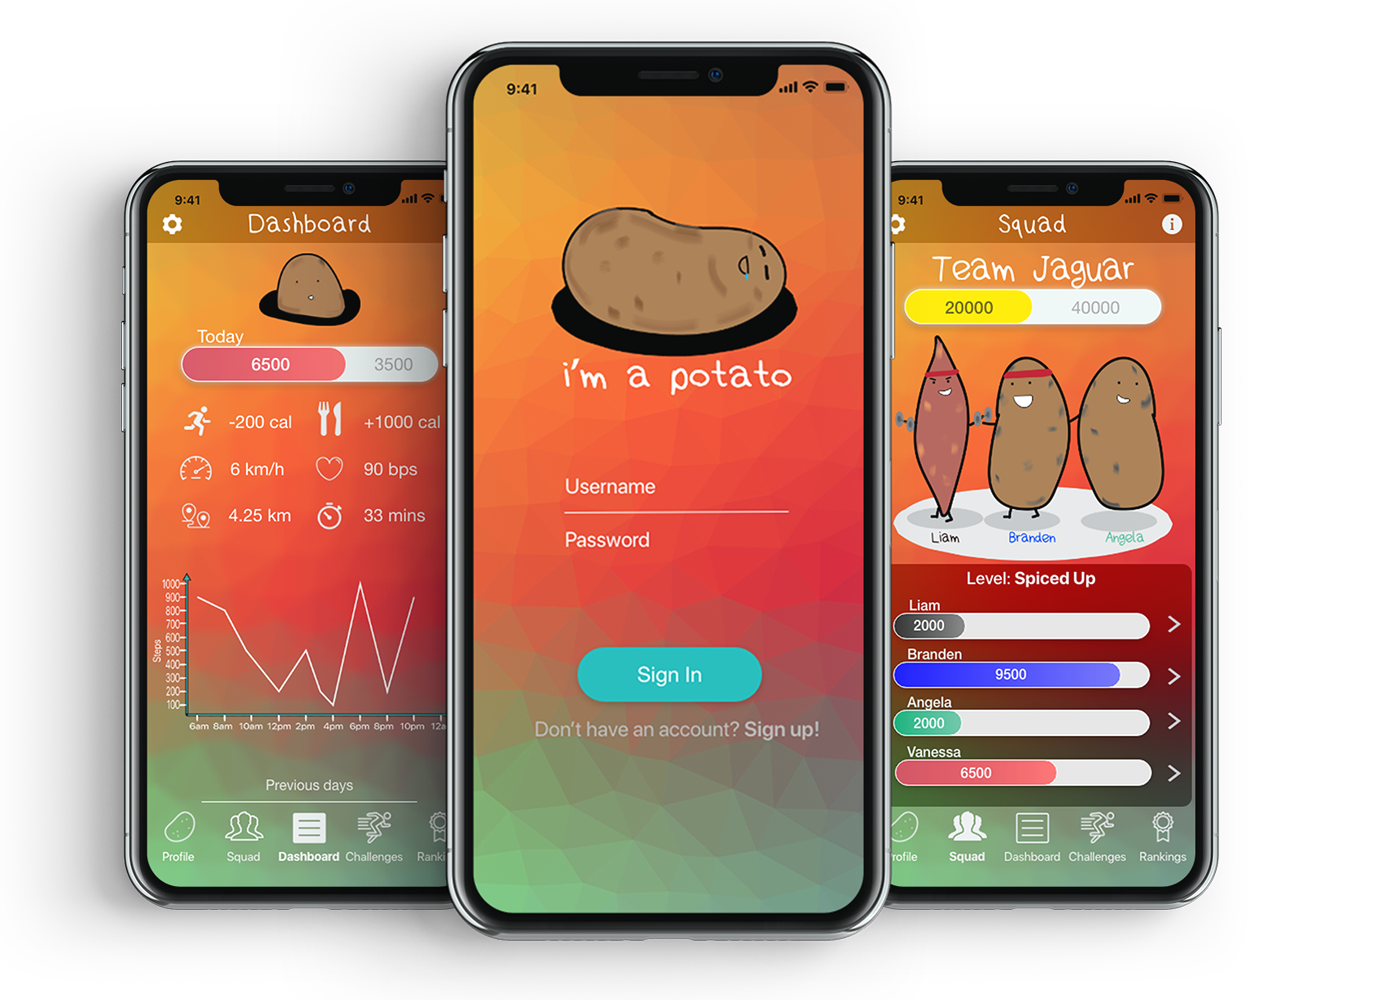 9:41
Dashboard
Today
6500 3500
-200 cal +1000 cal
6 km/h 90 bps
4.25 km 33 mins
1000
900
800
700
600
500
400
300
200
100
Steps
6am 8am 10am 12pm 2pm 4pm 6pm 8pm 10pm 12a
Previous days
Profile Squad Dashboard Challenges Ranki
9:41
i'm a potato
Username
Password
Sign In
Don't have an account? Sign up!
9:41
Squad
i
Team Jaguar
20000 40000
Liam Branden Angela
Level: Spiced Up
Liam
2000
Branden
9500
Angela
2000
Vanessa
6500
rofile Squad Dashboard Challenges Rankings